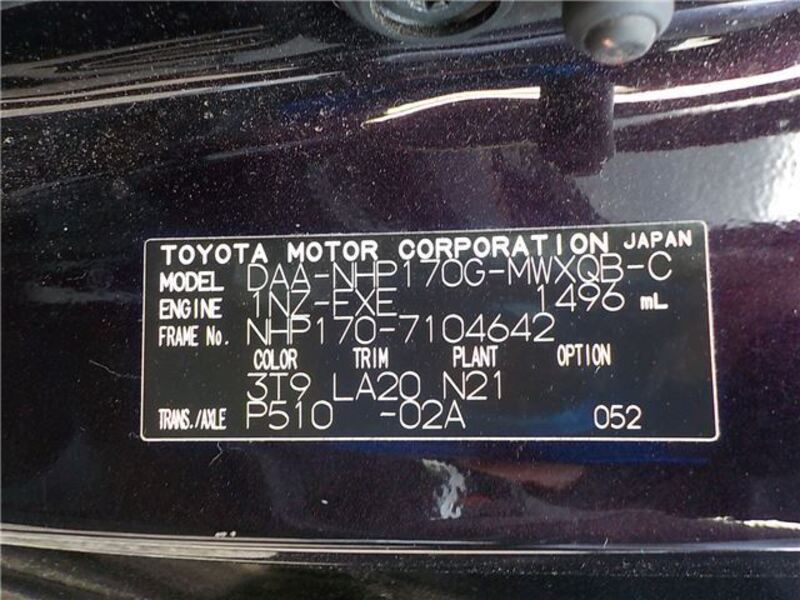 TOYOTA MOTOR CORPORATION JAPAN
MODEL DAA-NHP170G-MWXQB-C
ENGINE 1NZ-EXE 1496 mL
FRAME No. NHP170-7104642
COLOR TRIM PLANT OPTION
3T9 LA20 N21
TRANS./AXLE P510 -02A 052